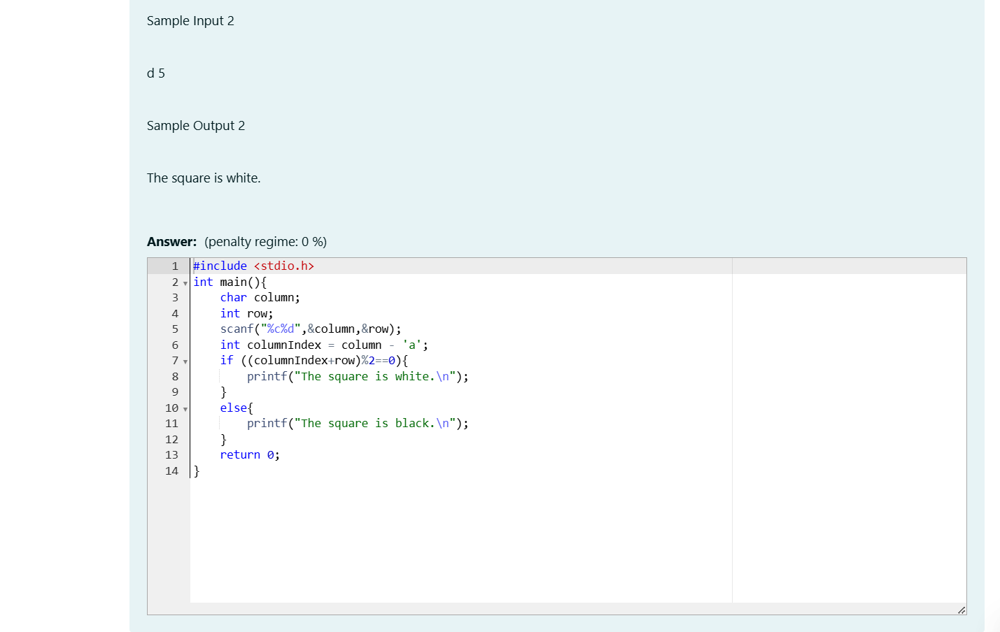 Sample Input 2
d 5
Sample Output 2
The square is white.
Answer: (penalty regime: 0 %)
1 #include <stdio.h>
2 int main(){
3     char column;
4     int row;
5     scanf("%c%d",&column,&row);
6     int columnIndex = column - 'a';
7     if ((columnIndex+row)%2==0){
8         printf("The square is white.\n");
9     }
10     else{
11         printf("The square is black.\n");
12     }
13     return 0;
14 }